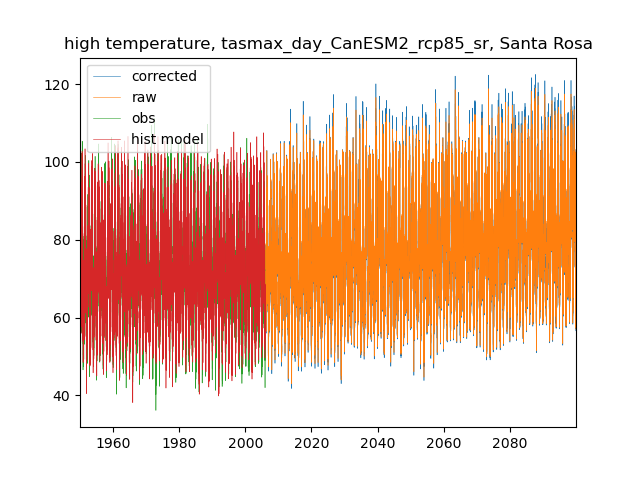 high temperature, tasmax_day_CanESM2_rcp85_sr, Santa Rosa
corrected
raw
obs
hist model
120
100
80
60
40
1960 1980 2000 2020 2040 2060 2080